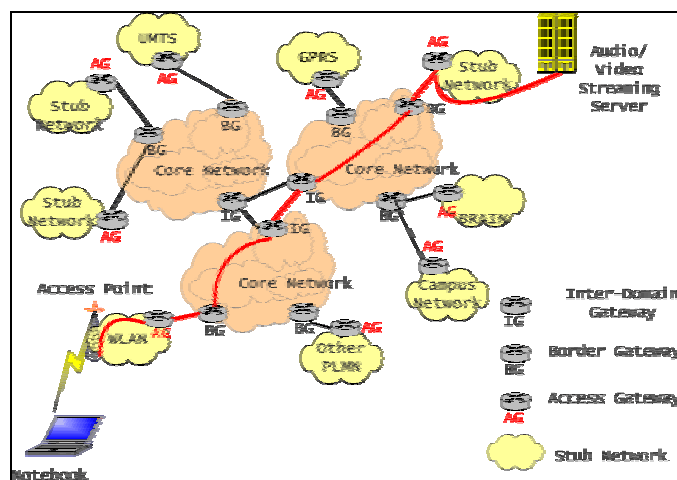 UMTS
AG
AG
Stub
Network
BG
BG
Core Network
Stub
Network
AG
GPRS
AG
BG
AG
Stub
Network
BG
Audio/
Video
Streaming
Server
Core Network
IG
IG
IG
BG
AG
BRAIN
AG
Campus
Network
Core Network
Access Point
BG
BG
AG
WLAN
AG
Other
PLMN
Notebook
Inter-Domain
Gateway
IG
Border Gateway
BG
Access Gateway
AG
Stub Network